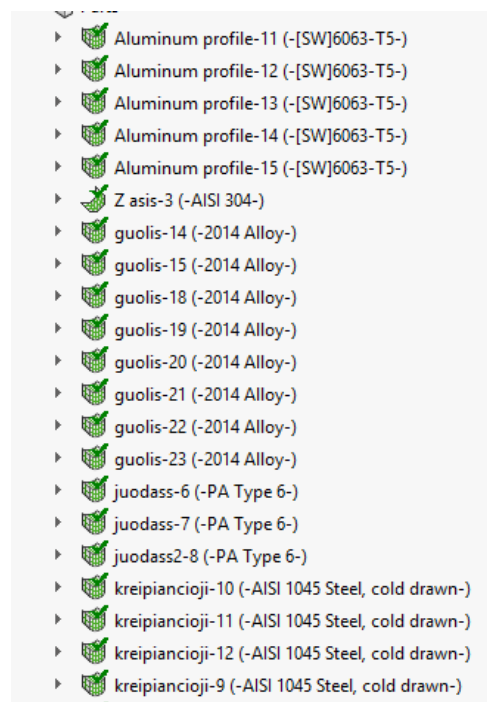 Aluminum profile-11 (-[SW]6063-T5-)
Aluminum profile-12 (-[SW]6063-T5-)
Aluminum profile-13 (-[SW]6063-T5-)
Aluminum profile-14 (-[SW]6063-T5-)
Aluminum profile-15 (-[SW]6063-T5-)
Z asis-3 (-AISI 304-)
guolis-14 (-2014 Alloy-)
guolis-15 (-2014 Alloy-)
guolis-18 (-2014 Alloy-)
guolis-19 (-2014 Alloy-)
guolis-20 (-2014 Alloy-)
guolis-21 (-2014 Alloy-)
guolis-22 (-2014 Alloy-)
guolis-23 (-2014 Alloy-)
juodass-6 (-PA Type 6-)
juodass-7 (-PA Type 6-)
juodass2-8 (-PA Type 6-)
kreipiancioji-10 (-AISI 1045 Steel, cold drawn-)
kreipiancioji-11 (-AISI 1045 Steel, cold drawn-)
kreipiancioji-12 (-AISI 1045 Steel, cold drawn-)
kreipiancioji-9 (-AISI 1045 Steel, cold drawn-)